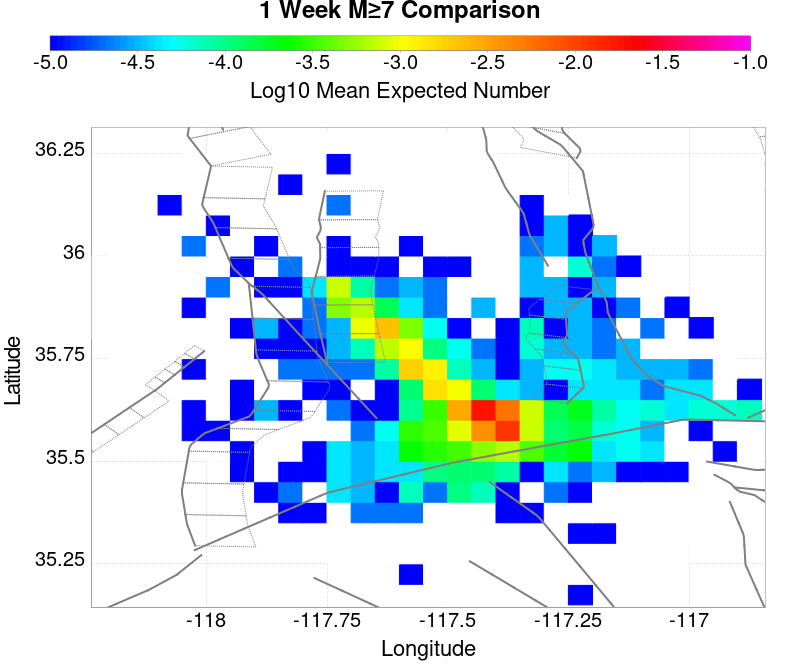 1 Week M≥7 Comparison
-5.0 -4.5 -4.0 -3.5 -3.0 -2.5 -2.0 -1.5 -1.0
Log10 Mean Expected Number
36.25
36
35.75
35.5
35.25
Latitude
-118 -117.75 -117.5 -117.25 -117
Longitude